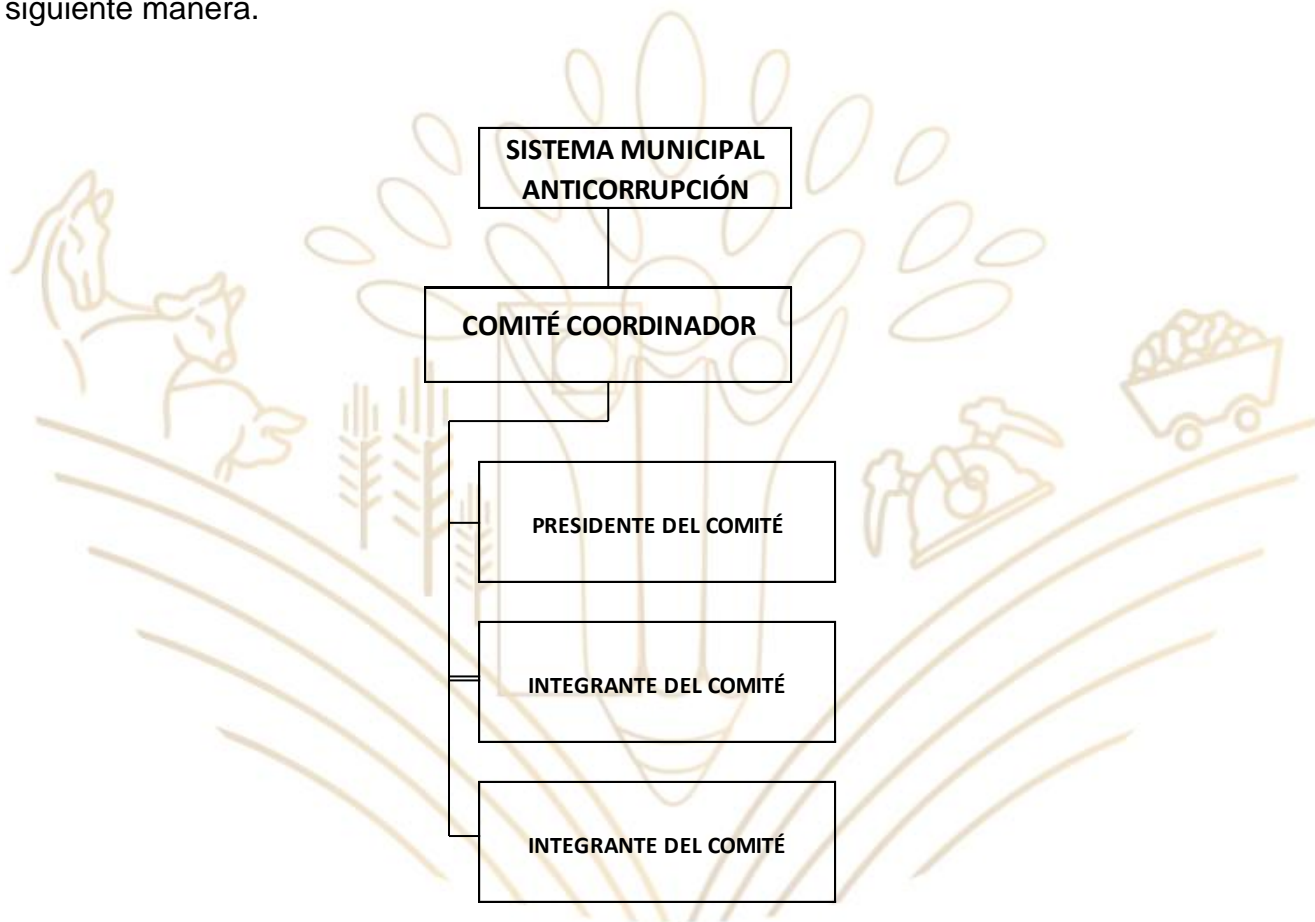 siguiente manera.
SISTEMA MUNICIPAL
ANTICORRUPCIÓN
COMITÉ COORDINADOR
PRESIDENTE DEL COMITÉ
INTEGRANTE DEL COMITÉ
INTEGRANTE DEL COMITÉ